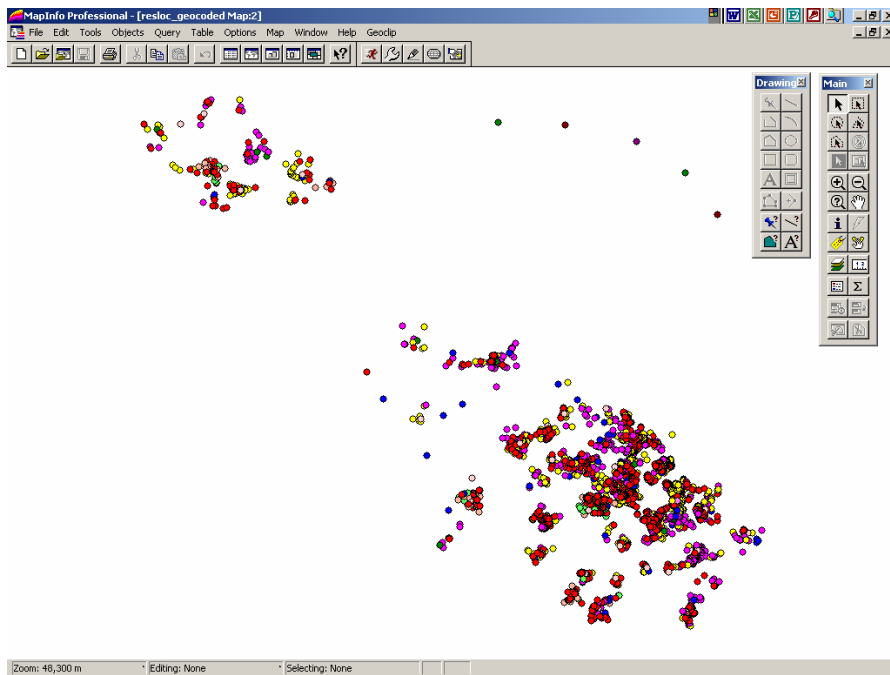 MapInfo Professional - [resloc_geocoded Map:2]
File Edit Tools Objects Query Table Options Map Window Help Geoclip
Drawing
Main
Zoom: 48,300 m
Editing: None
Selecting: None